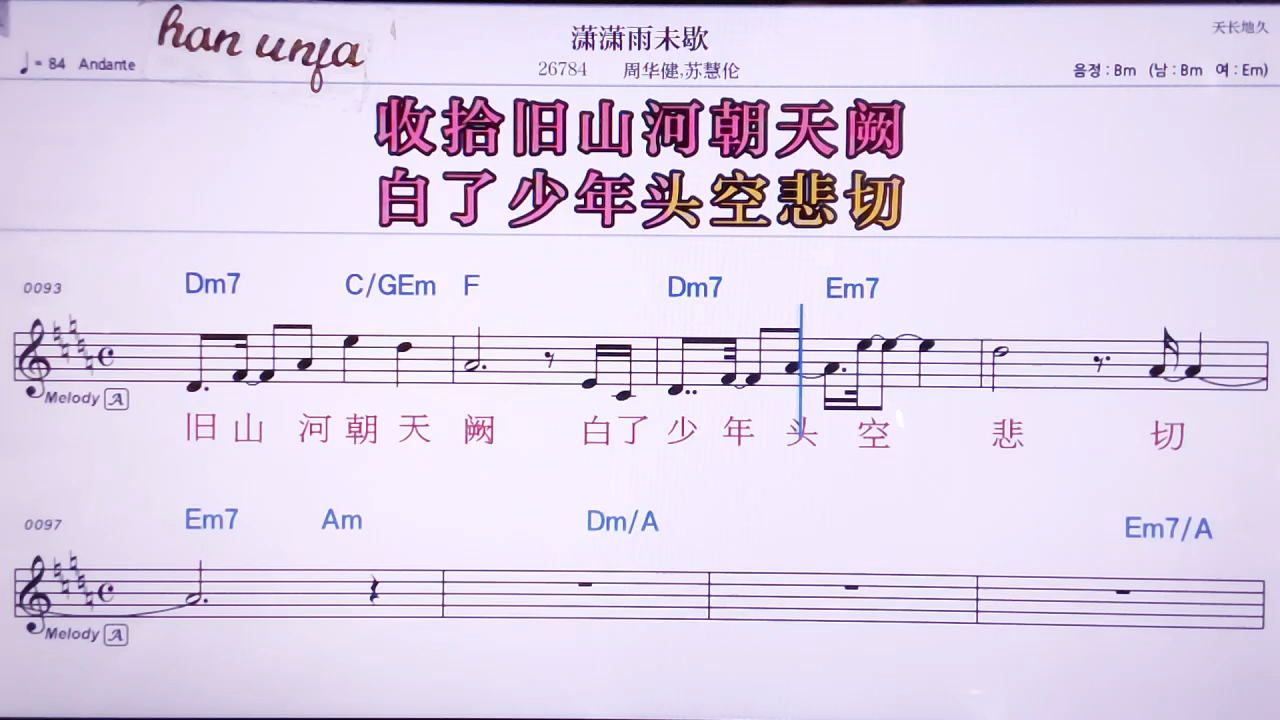 han unja
潇潇雨未歇
天长地久
♩= 84 Andante
26784 周华健,苏慧伦
음정 : Bm (남 : Bm 여 : Em)
收拾旧山河朝天阙
白了少年头空悲切
0093
Dm7 C/GEm F Dm7 Em7
Melody A
旧山河朝天阙 白了少年头空悲切
0097
Em7 Am Dm/A Em7/A
Melody A